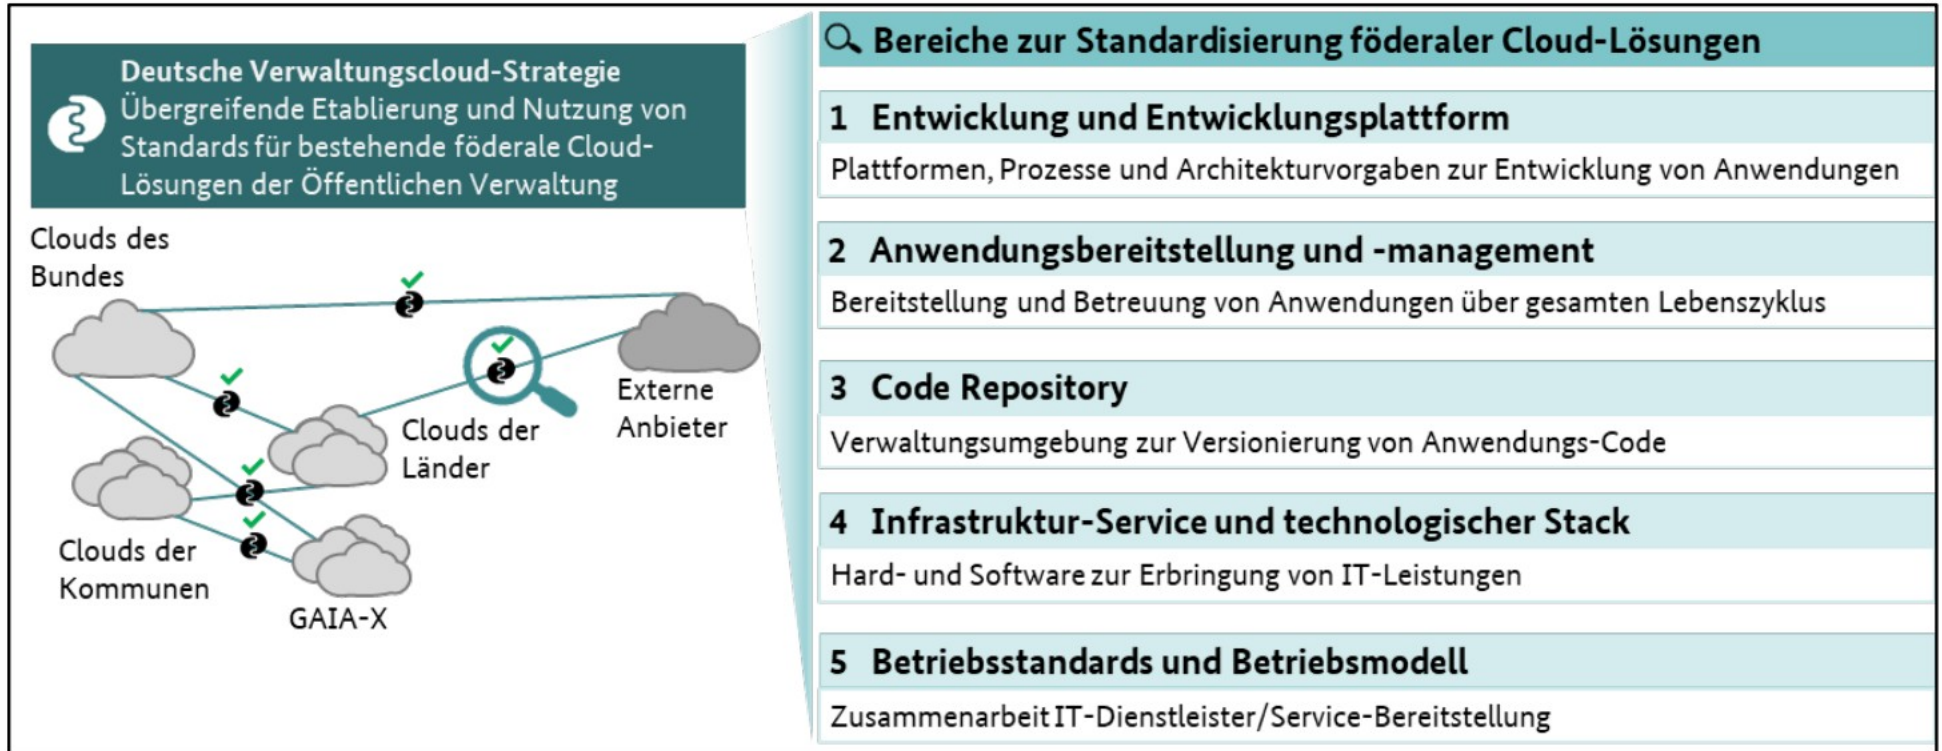 Deutsche Verwaltungscloud-Strategie
Übergreifende Etablierung und Nutzung von
Standards für bestehende föderale Cloud-
Lösungen der Öffentlichen Verwaltung
Clouds des
Bundes
Externe
Anbieter
Clouds der
Länder
Clouds der
Kommunen
GAIA-X
Bereiche zur Standardisierung föderaler Cloud-Lösungen
1 Entwicklung und Entwicklungsplattform
Plattformen, Prozesse und Architekturvorgaben zur Entwicklung von Anwendungen
2 Anwendungsbereitstellung und -management
Bereitstellung und Betreuung von Anwendungen über gesamten Lebenszyklus
3 Code Repository
Verwaltungsumgebung zur Versionierung von Anwendungs-Code
4 Infrastruktur-Service und technologischer Stack
Hard- und Software zur Erbringung von IT-Leistungen
5 Betriebsstandards und Betriebsmodell
Zusammenarbeit IT-Dienstleister/Service-Bereitstellung